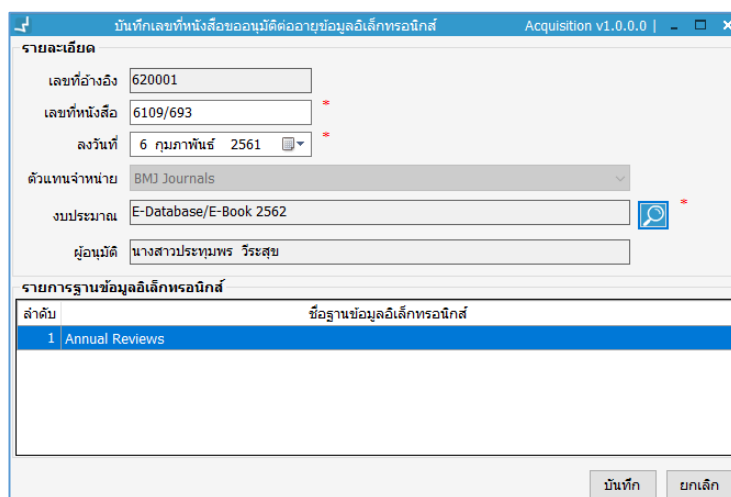 บันทึกเลขที่หนังสือขออนุมัติต่ออายุข้อมูลอิเล็กทรอนิกส์ Acquisition v1.0.0.0 |
รายละเอียด
เลขที่อ้างอิง 620001
เลขที่หนังสือ 6109/693 *
ลงวันที่ 6 กุมภาพันธ์ 2561 *
ตัวแทนจำหน่าย BMJ Journals
งบประมาณ E-Database/E-Book 2562 *
ผู้อนุมัติ นางสาวประทุมพร วีระสุข
รายการฐานข้อมูลอิเล็กทรอนิกส์
ลำดับ ชื่อฐานข้อมูลอิเล็กทรอนิกส์
1 Annual Reviews
บันทึก ยกเลิก